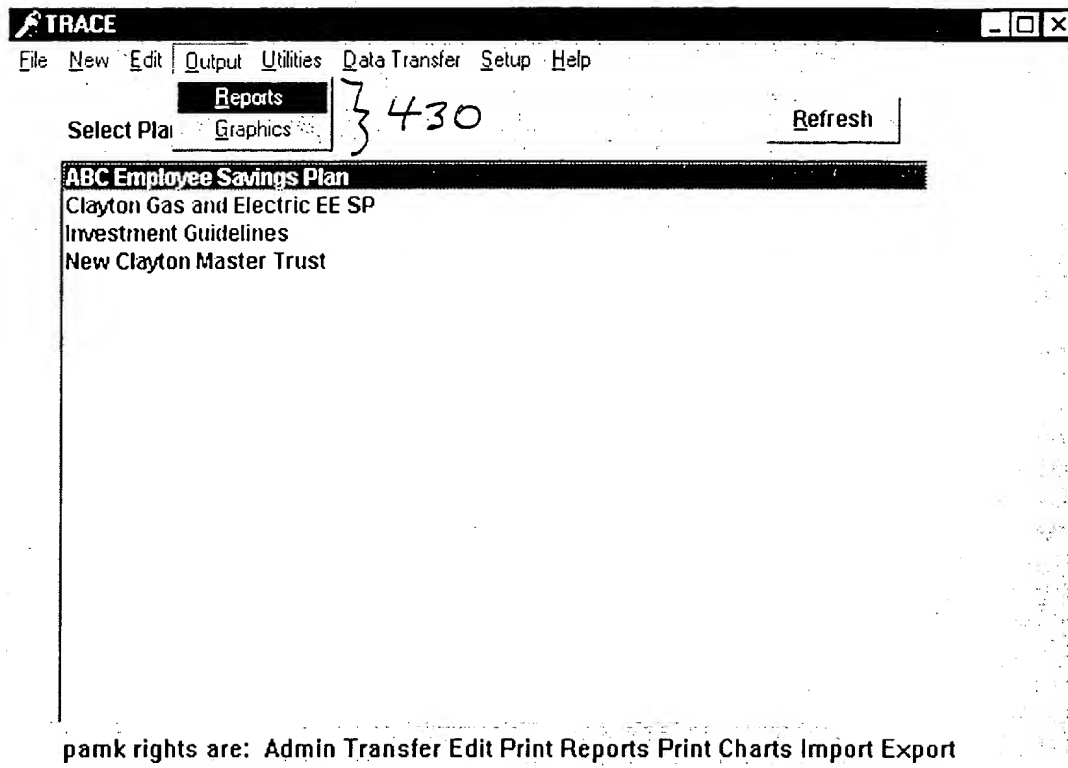 TRACE
File New Edit Output Utilities Data Transfer Setup Help
Reports
Graphics
430
Select Pla
Refresh
ABC Employee Savings Plan
Clayton Gas and Electric EE SP
Investment Guidelines
New Clayton Master Trust
pamk rights are: Admin Transfer Edit Print Reports Print Charts Import Export